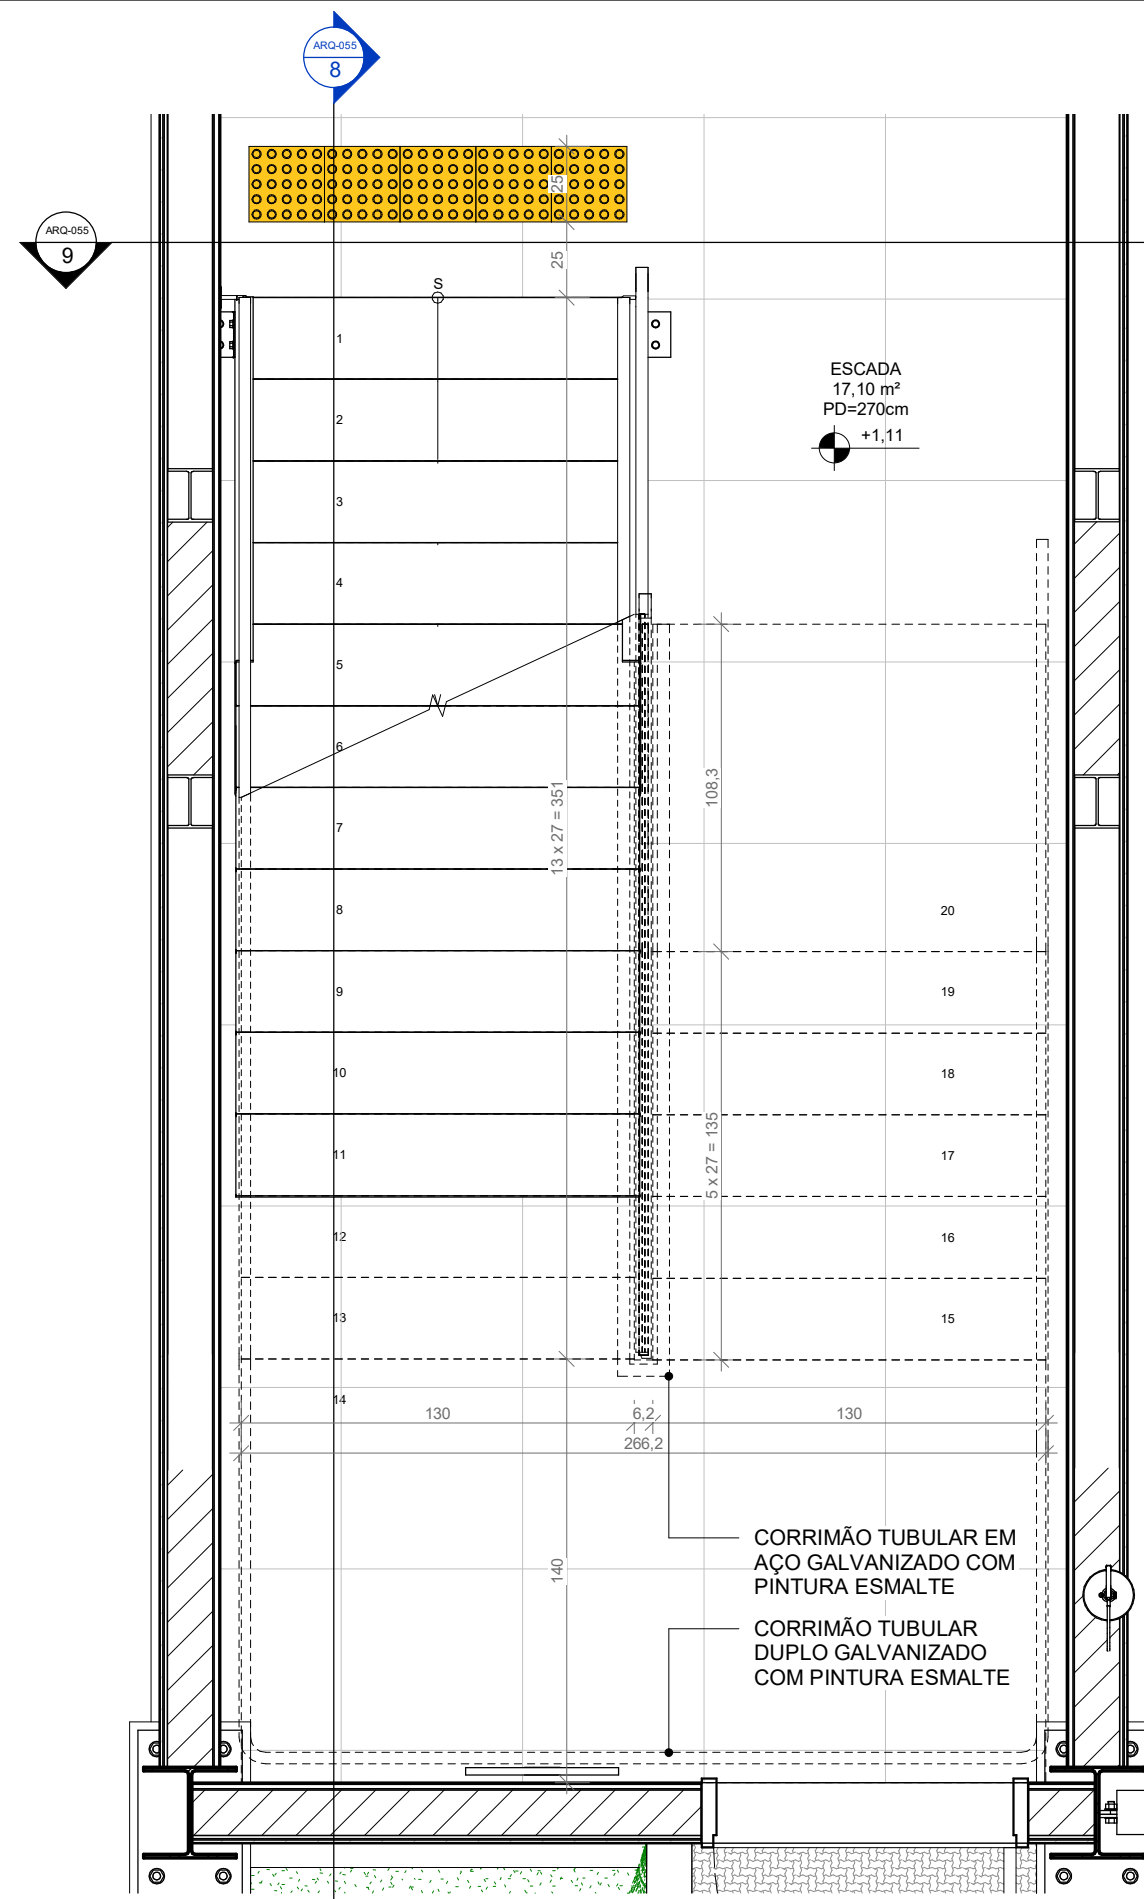 ARQ-055
8
25
ARQ-055
9
25
S
1
ESCADA
17,10 m²
PD=270cm
+1,11
2
3
4
5
6
108,3
13 x 27 = 351
7
8
20
9
19
10
18
11
17
5 x 27 = 135
12
16
13
15
14
130
6,2
130
266,2
CORRIMÃO TUBULAR EM
AÇO GALVANIZADO COM
PINTURA ESMALTE
140
CORRIMÃO TUBULAR
DUPLO GALVANIZADO
COM PINTURA ESMALTE